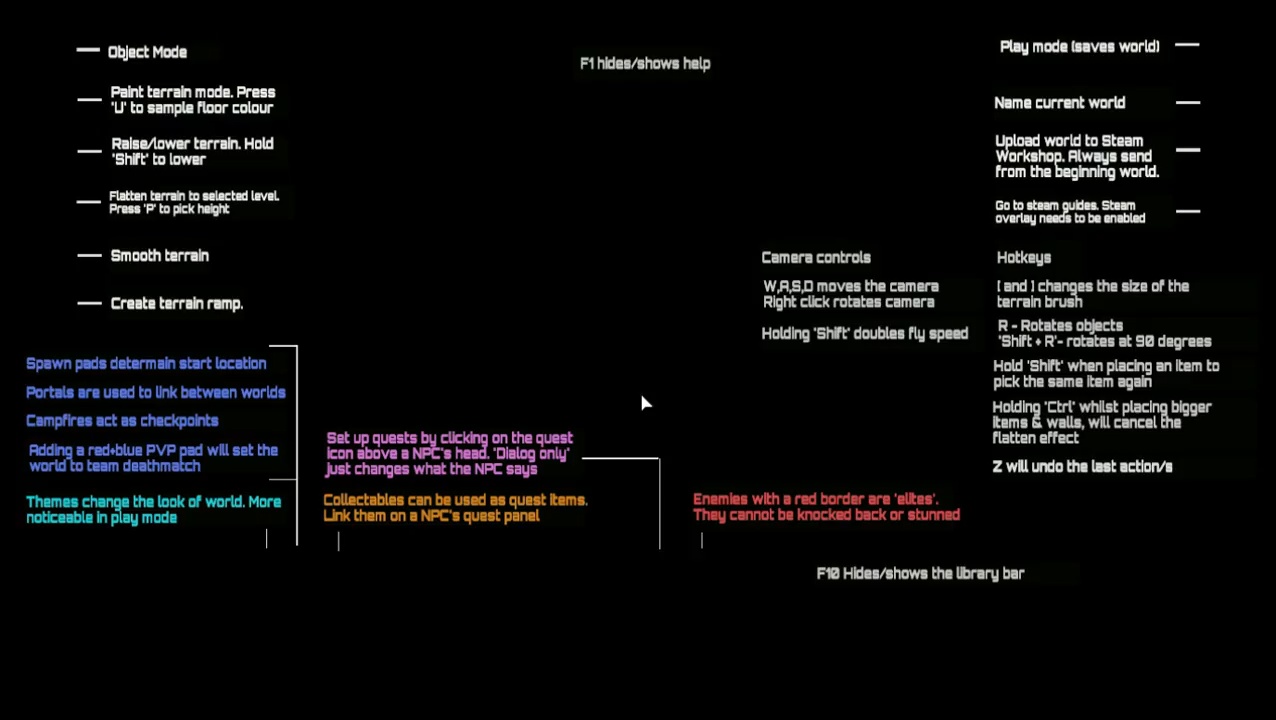 Object Mode
Paint terrain mode. Press
'U' to sample floor colour
Raise/lower terrain. Hold
'Shift' to lower
Flatten terrain to selected level.
Press 'P' to pick height
Smooth terrain
Create terrain ramp.
Spawn pads determain start location
Portals are used to link between worlds
Campfires act as checkpoints
Adding a red+blue PVP pad will set the
world to team deathmatch
Themes change the look of world. More
noticeable in play mode
F1 hides/shows help
Set up quests by clicking on the quest
icon above a NPC's head. 'Dialog only'
just changes what the NPC says
Collectables can be used as quest items.
Link them on a NPC's quest panel
Enemies with a red border are 'elites'.
They cannot be knocked back or stunned
Play mode (saves world)
Name current world
Upload world to Steam
Workshop. Always send
from the beginning world.
Go to steam guides. Steam
overlay needs to be enabled
Camera controls
W,A,S,D moves the camera
Right click rotates camera
Holding 'Shift' doubles fly speed
Hotkeys
[ and ] changes the size of the
terrain brush
R - Rotates objects
'Shift + R'- rotates at 90 degrees
Hold 'Shift' when placing an item to
pick the same item again
Holding 'Ctrl' whilst placing bigger
items & walls, will cancel the
flatten effect
Z will undo the last action/s
F10 Hides/shows the library bar